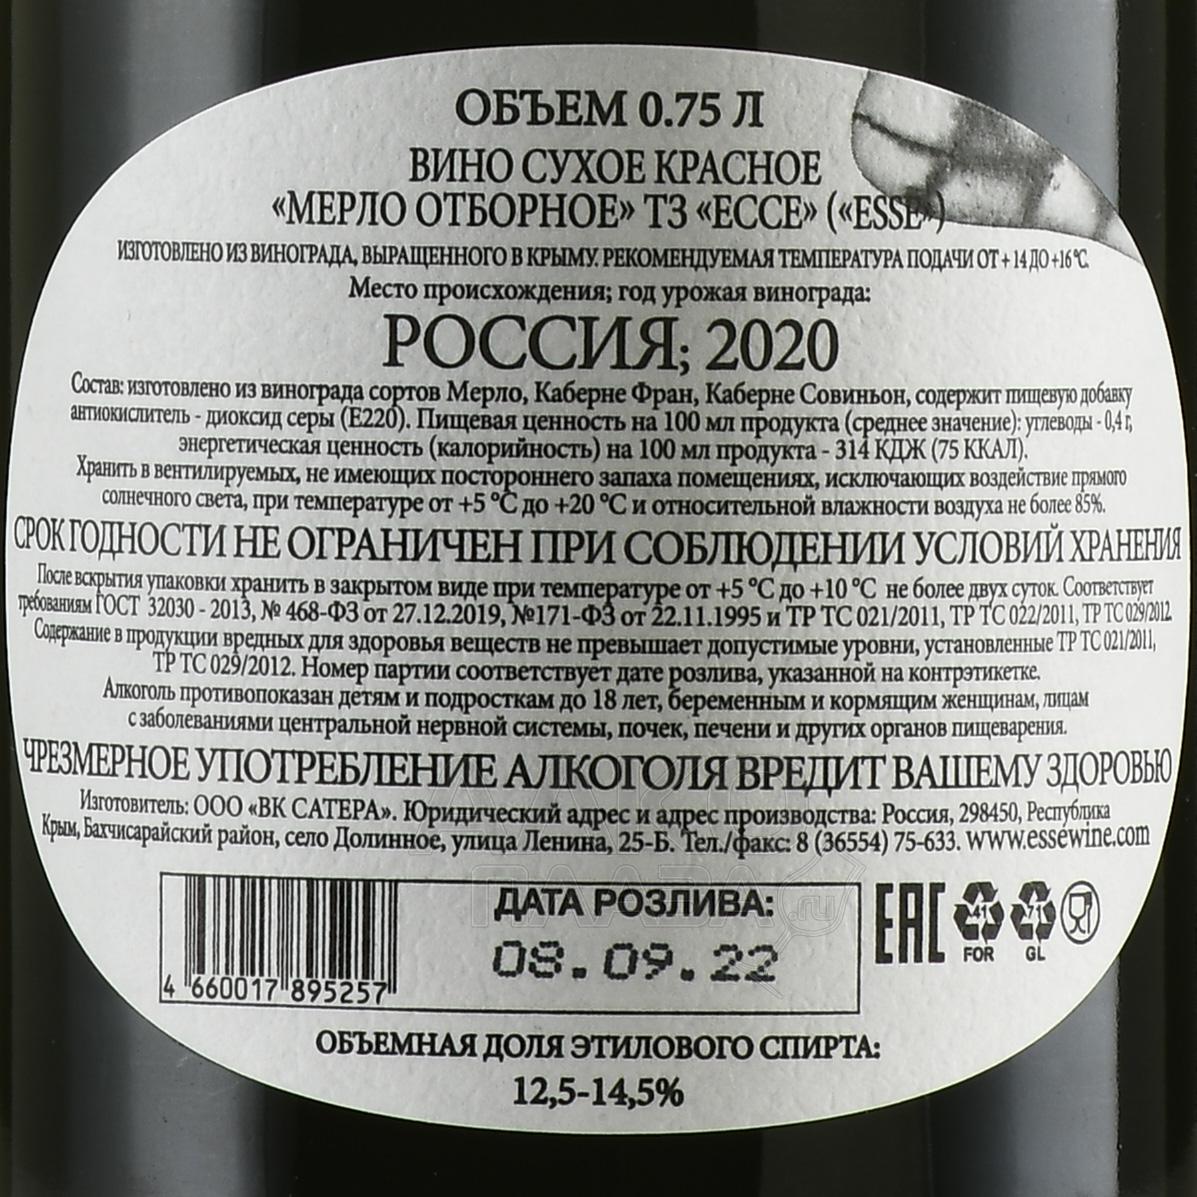 ОБЪЕМ 0.75 Л
ВИНО СУХОЕ КРАСНОЕ
«МЕРЛО ОТБОРНОЕ» ТЗ «ЕССЕ» («ESSE»)
ИЗГОТОВЛЕНО ИЗ ВИНОГРАДА, ВЫРАЩЕННОГО В КРЫМУ. РЕКОМЕНДУЕМАЯ ТЕМПЕРАТУРА ПОДАЧИ ОТ + 14 ДО +16 °С.
Место происхождения; год урожая винограда:
РОССИЯ; 2020
Состав: изготовлено из винограда сортов Мерло, Каберне Фран, Каберне Совиньон, содержит пищевую добавку
антиокислитель - диоксид серы (Е220). Пищевая ценность на 100 мл продукта (среднее значение): углеводы - 0,4 г,
энергетическая ценность (калорийность) на 100 мл продукта - 314 КДЖ (75 ККАЛ).
Хранить в вентилируемых, не имеющих постороннего запаха помещениях, исключающих воздействие прямого
солнечного света, при температуре от +5 °С до +20 °С и относительной влажности воздуха не более 85%.
СРОК ГОДНОСТИ НЕ ОГРАНИЧЕН ПРИ СОБЛЮДЕНИИ УСЛОВИЙ ХРАНЕНИЯ
После вскрытия упаковки хранить в закрытом виде при температуре от +5 °С до +10 °С не более двух суток. Соответствует
требованиям ГОСТ 32030 - 2013, № 468-ФЗ от 27.12.2019, №171-ФЗ от 22.11.1995 и ТР ТС 021/2011, ТР ТС 022/2011, ТР ТС 029/2012.
Содержание в продукции вредных для здоровья веществ не превышает допустимые уровни, установленные ТР ТС 021/2011,
ТР ТС 029/2012. Номер партии соответствует дате розлива, указанной на контрэтикетке.
Алкоголь противопоказан детям и подросткам до 18 лет, беременным и кормящим женщинам, лицам
с заболеваниями центральной нервной системы, почек, печени и других органов пищеварения.
ЧРЕЗМЕРНОЕ УПОТРЕБЛЕНИЕ АЛКОГОЛЯ ВРЕДИТ ВАШЕМУ ЗДОРОВЬЮ
Изготовитель: ООО «ВК САТЕРА». Юридический адрес и адрес производства: Россия, 298450, Республика
Крым, Бахчисарайский район, село Долинное, улица Ленина, 25-Б. Тел./факс: 8 (36554) 75-633. www.essewine.com
ДАТА РОЗЛИВА:
08.09.22
4 660017 895257
EAC
41
FOR
71
GL
ОБЪЕМНАЯ ДОЛЯ ЭТИЛОВОГО СПИРТА:
12,5-14,5%